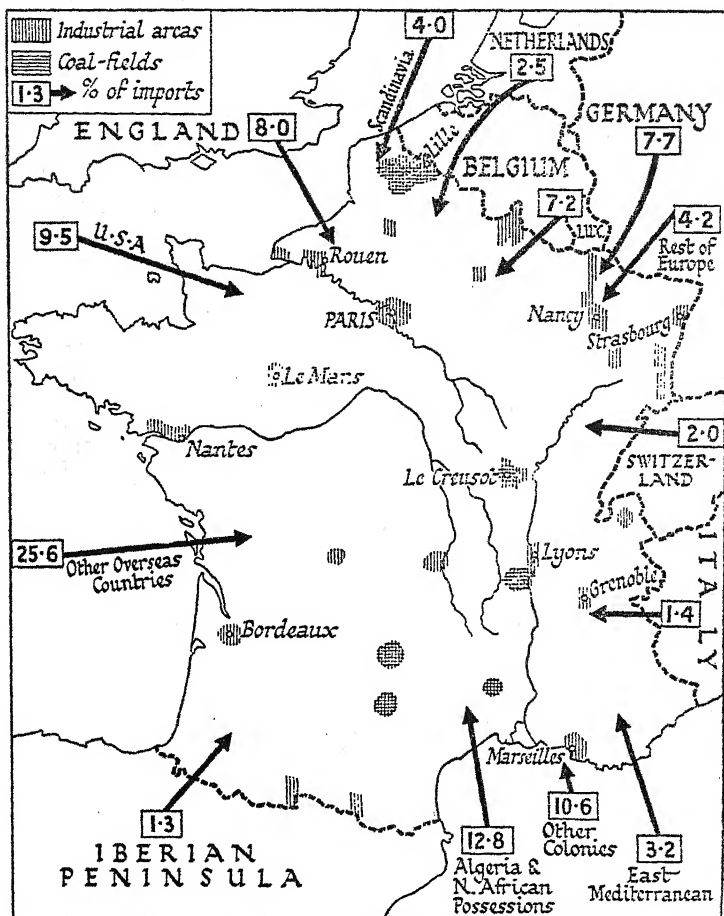 Industrial areas
Coal-fields
1·3 % of imports
4·0
Scandinavia
NETHERLANDS
2·5
ENGLAND
8·0
Lille
BELGIUM
GERMANY
7·7
7·2
LUX.
4·2
Rest of
Europe
9·5
U.S.A
Rouen
PARIS
Nancy
Strasbourg
Le Mans
Nantes
2·0
SWITZER-
LAND
Le Creusot
25·6
Other Overseas
Countries
Lyons
Grenoble
1·4
ITALY
Bordeaux
Marseilles
1·3
IBERIAN
PENINSULA
12·8
Algeria &
N. African
Possessions
10·6
Other
Colonies
3·2
East
Mediterranean